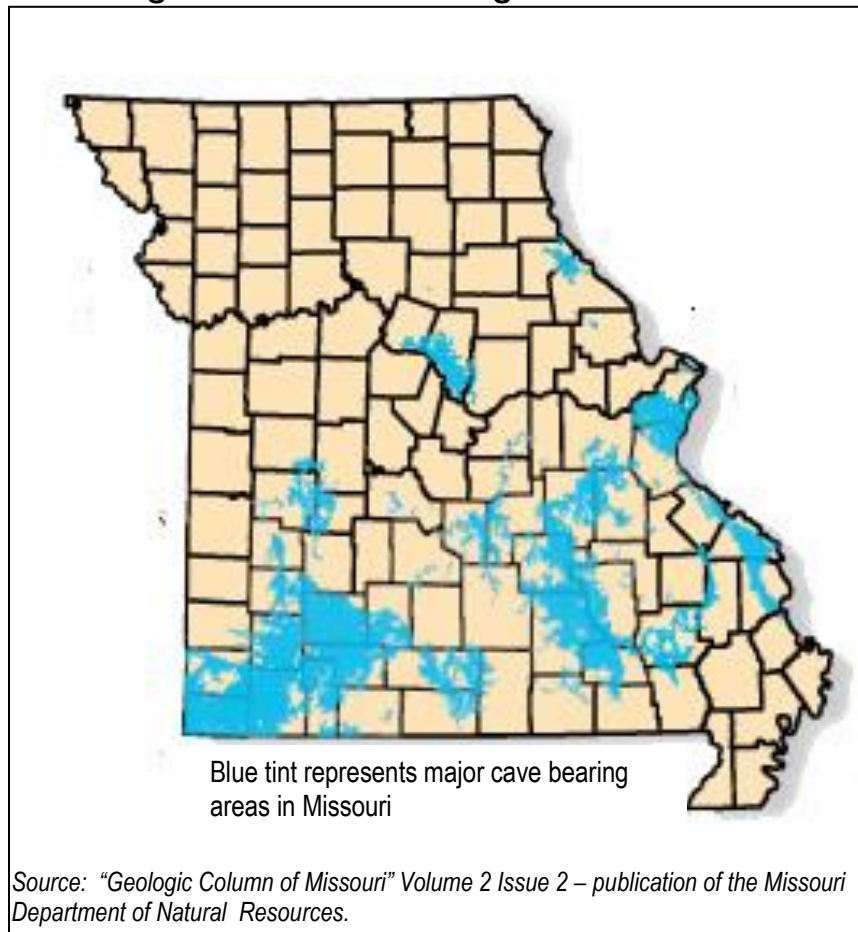 Blue tint represents major cave bearing
areas in Missouri
Source: “Geologic Column of Missouri” Volume 2 Issue 2 – publication of the Missouri
Department of Natural Resources.